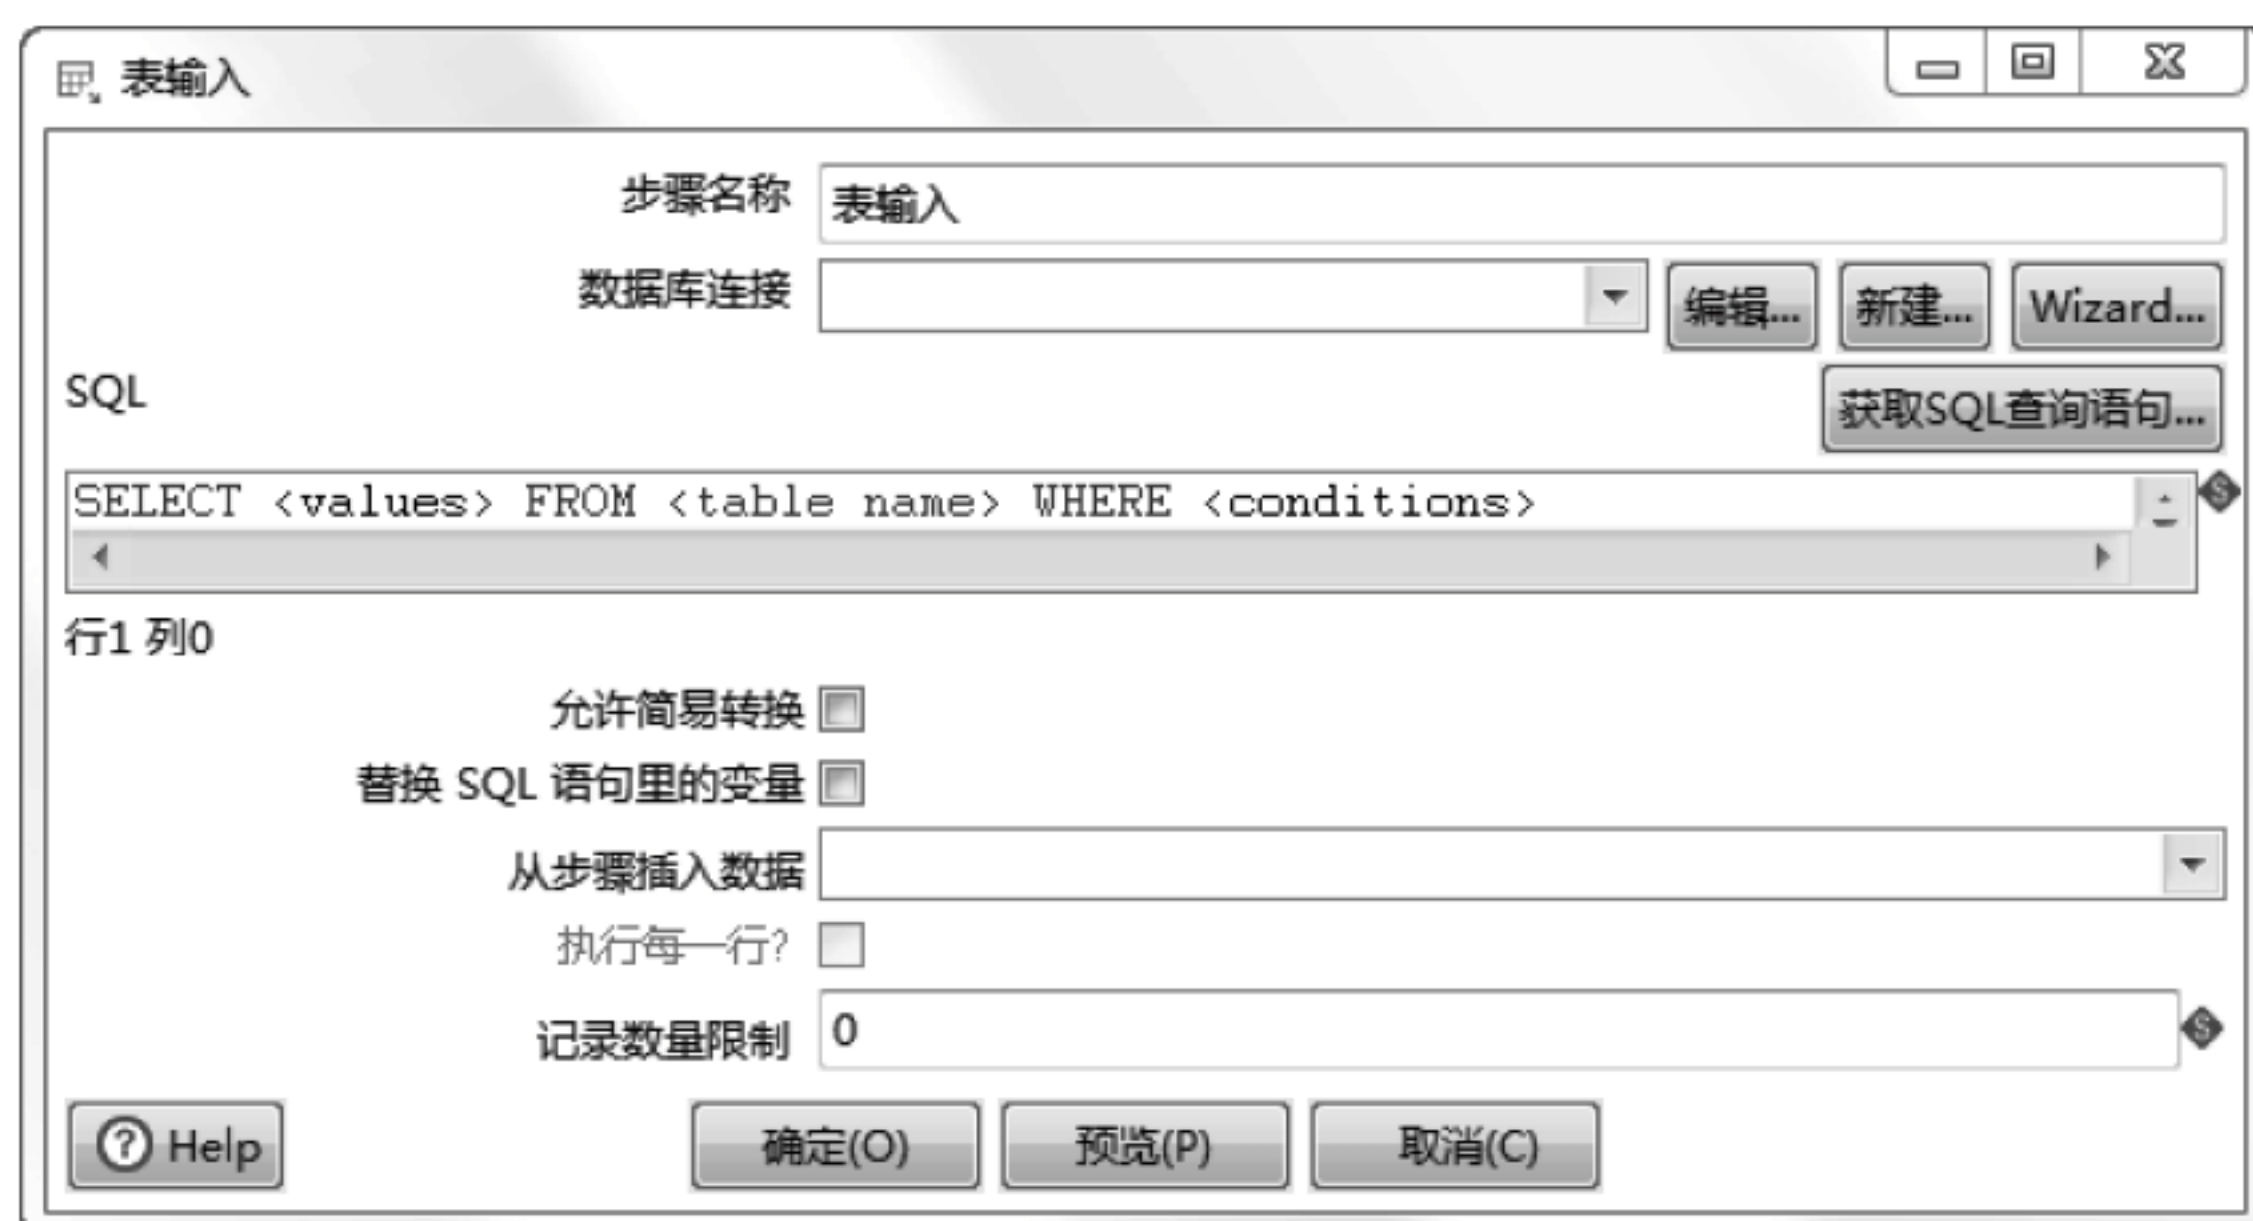 表输入
步骤名称 表输入
数据库连接 编辑... 新建... Wizard...
SQL 获取SQL查询语句...
SELECT <values> FROM <table name> WHERE <conditions>
行1 列0
允许简易转换
替换 SQL 语句里的变量
从步骤插入数据
执行每一行?
记录数量限制 0
Help 确定(O) 预览(P) 取消(C)